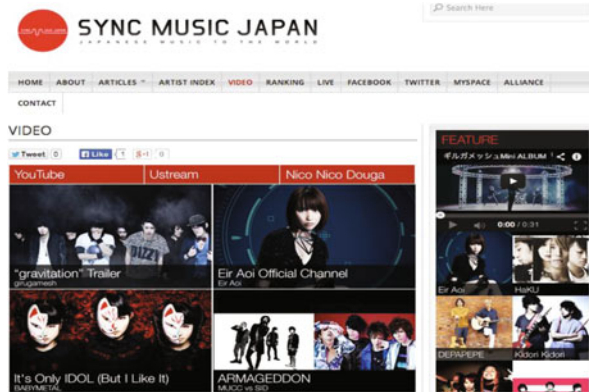 SYNC MUSIC JAPAN
JAPANESE MUSIC TO THE WORLD
Search Here
HOME ABOUT ARTICLES ARTIST INDEX VIDEO RANKING LIVE FACEBOOK TWITTER MYSPACE ALLIANCE
CONTACT
VIDEO
Tweet 0 Like 1 +1 0
YouTube Ustream Nico Nico Douga
"gravitation" Trailer
girugamesh
Eir Aoi Official Channel
Eir Aoi
It's Only IDOL (But I Like It)
BABYMETAL
ARMAGEDDON
MUCC vs SID
FEATURE
ギルガメッシュMini ALBUM
0:00 / 0:31
Eir Aoi HaKU
DEPAPEPE Kidori Kidori